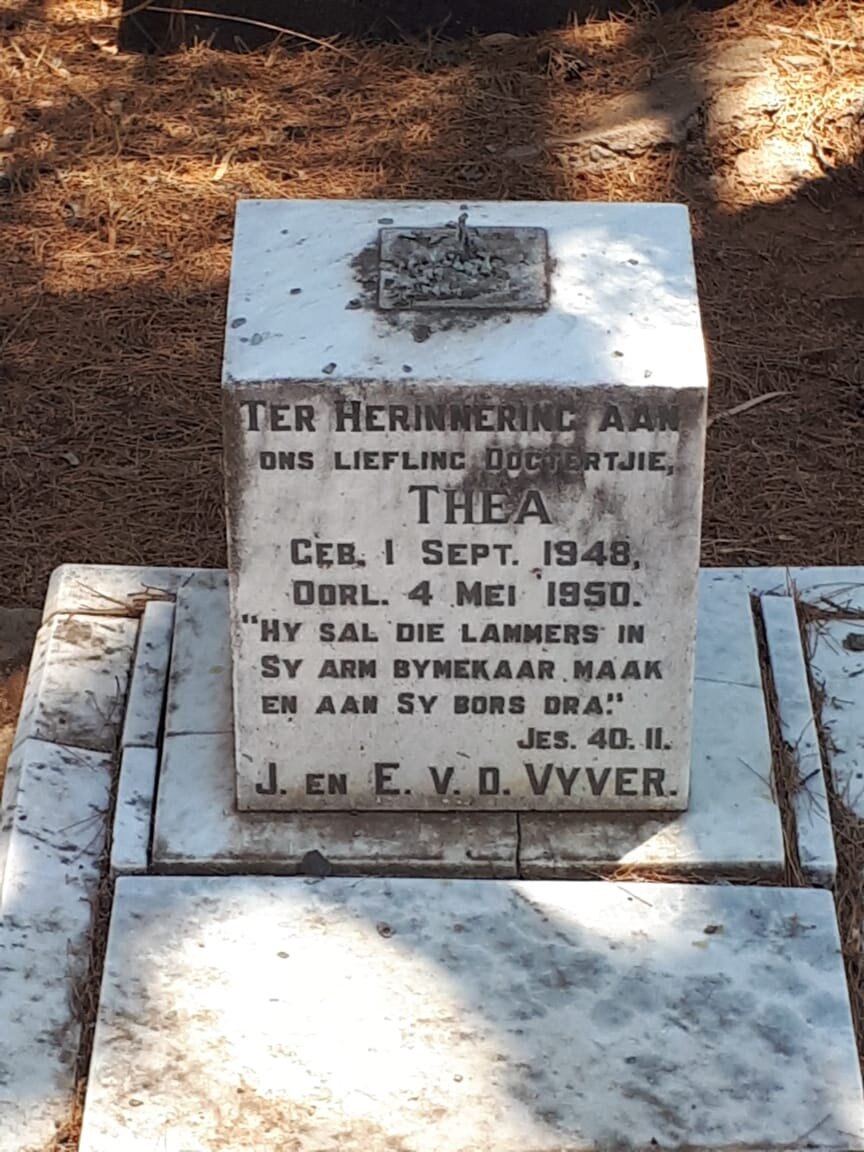 TER HERINNERING AAN
ONS LIEFLING DOGTERTJIE,
THEA
GEB. 1 SEPT. 1948,
OORL. 4 MEI 1950.
"HY SAL DIE LAMMERS IN
SY ARM BYMEKAAR MAAK
EN AAN SY BORS DRA."
JES. 40. 11.
J. EN E. V. D. VYVER.